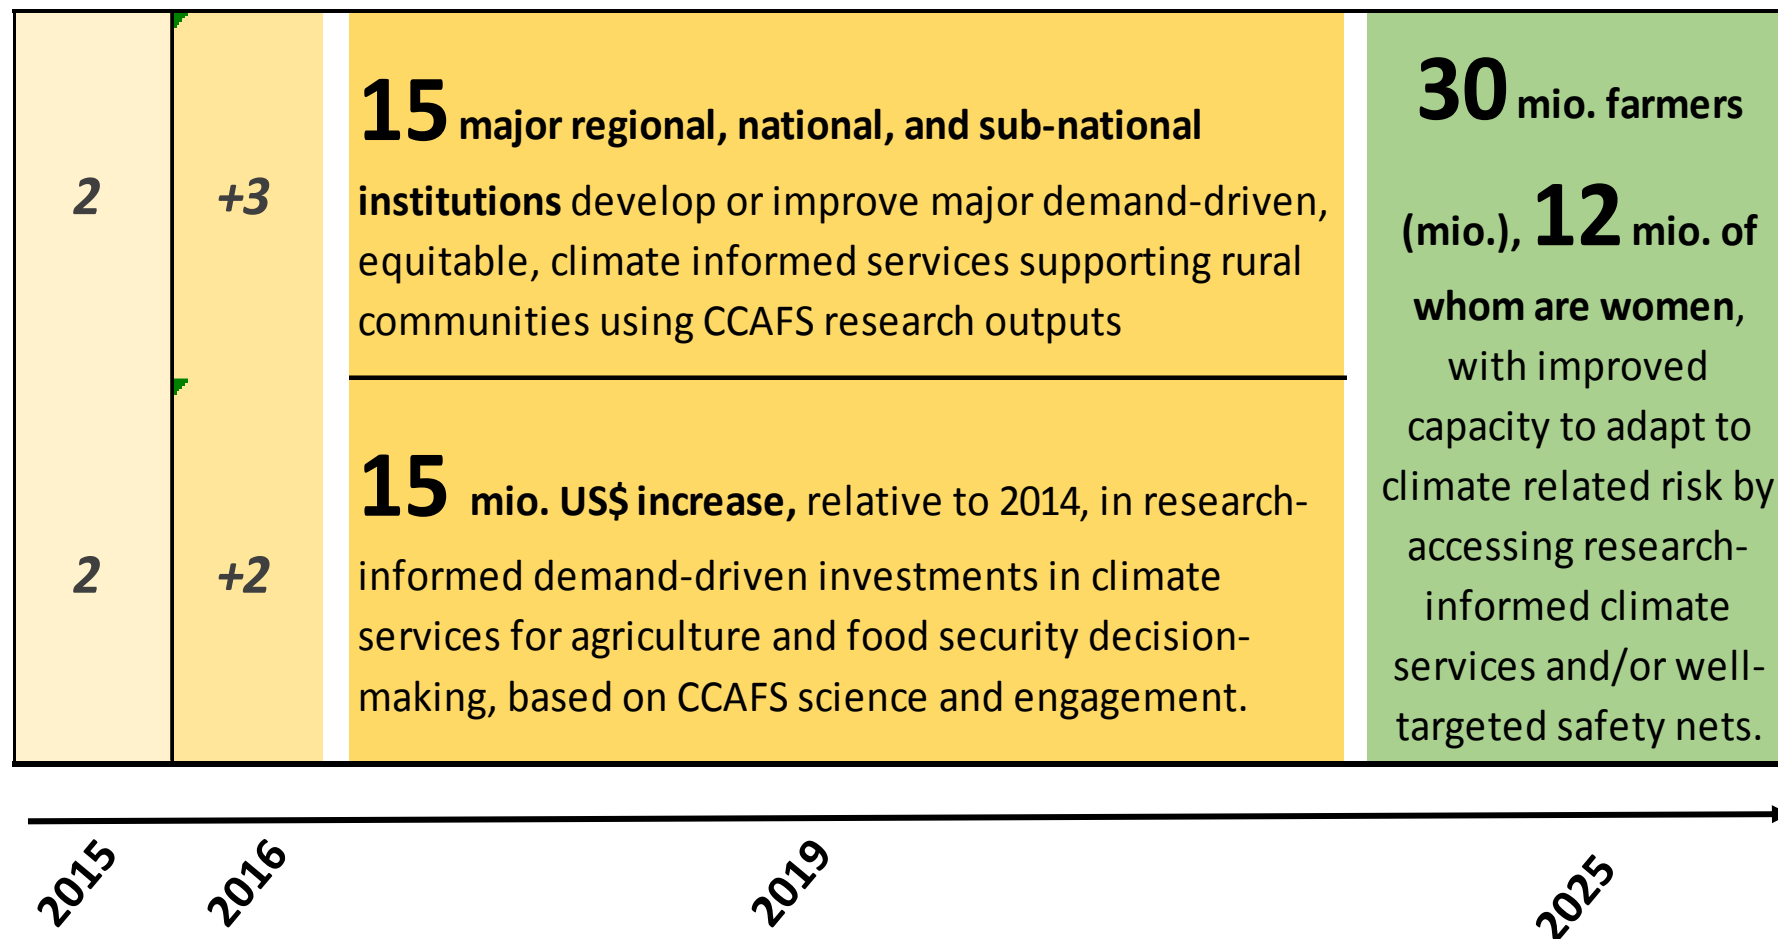 2
+3
15 major regional, national, and sub-national
institutions develop or improve major demand-driven,
equitable, climate informed services supporting rural
communities using CCAFS research outputs
2
+2
15 mio. US$ increase, relative to 2014, in research-
informed demand-driven investments in climate
services for agriculture and food security decision-
making, based on CCAFS science and engagement.
30 mio. farmers
(mio.), 12 mio. of
whom are women,
with improved
capacity to adapt to
climate related risk by
accessing research-
informed climate
services and/or well-
targeted safety nets.
2015
2016
2019
2025